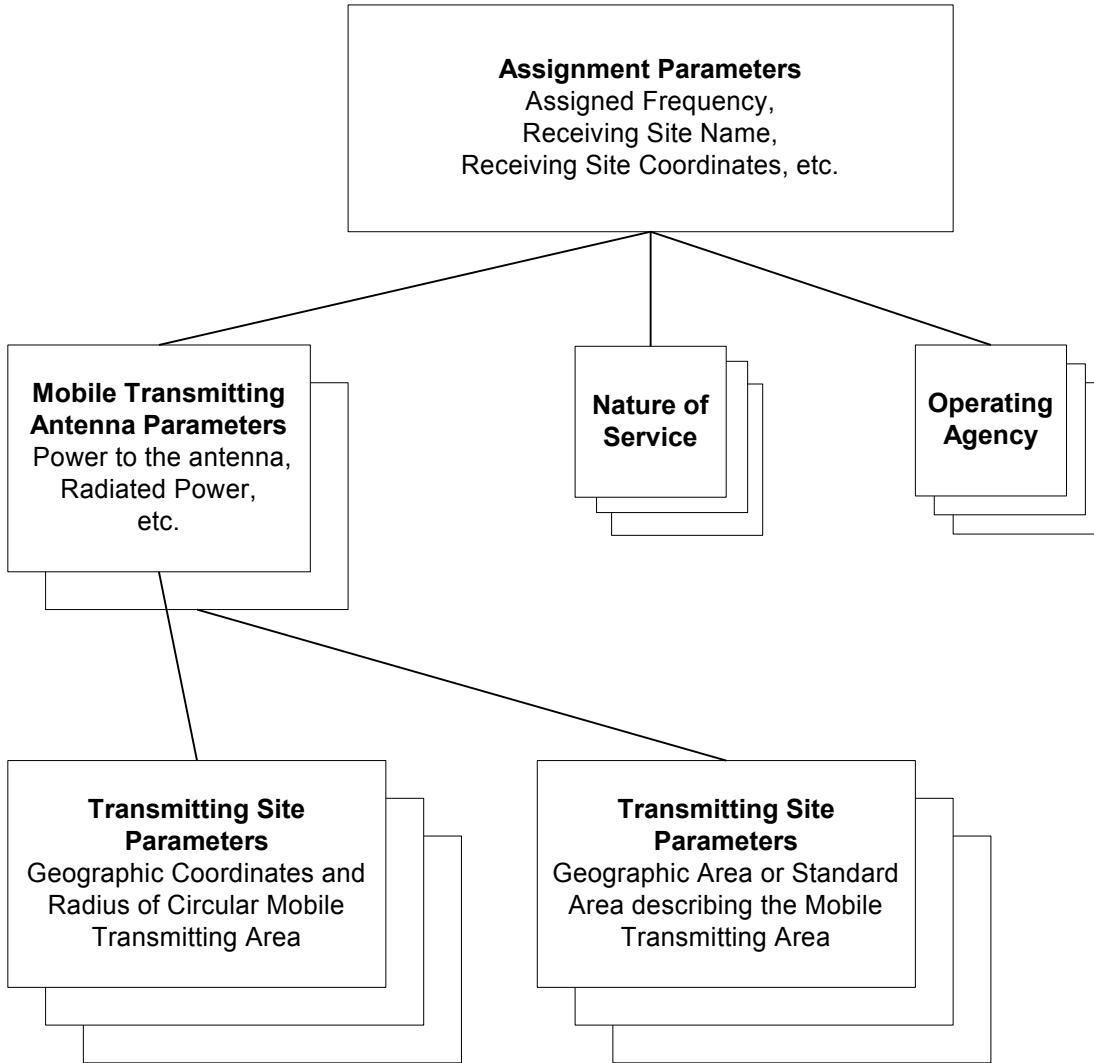 Assignment Parameters
Assigned Frequency,
Receiving Site Name,
Receiving Site Coordinates, etc.
Mobile Transmitting
Antenna Parameters
Power to the antenna,
Radiated Power,
etc.
Nature of
Service
Operating
Agency
Transmitting Site
Parameters
Geographic Coordinates and
Radius of Circular Mobile
Transmitting Area
Transmitting Site
Parameters
Geographic Area or Standard
Area describing the Mobile
Transmitting Area